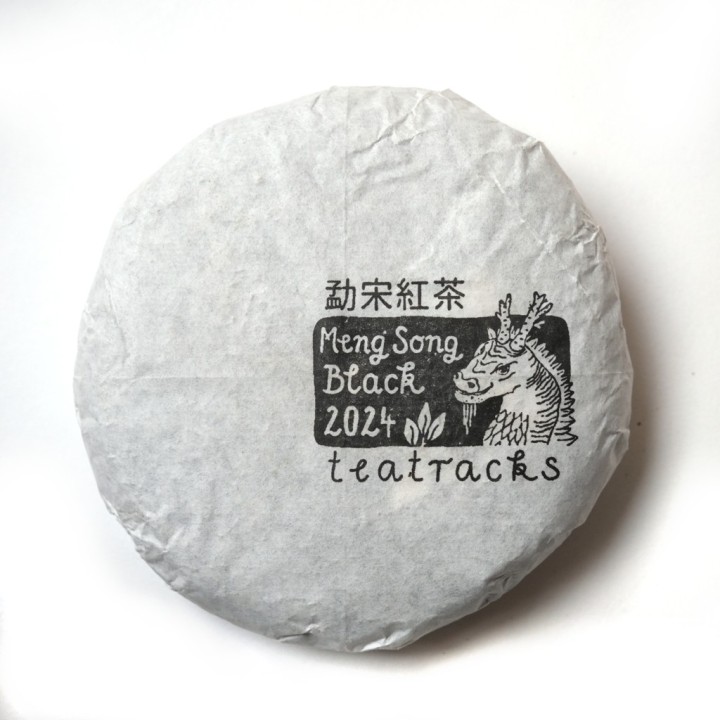 勐宋紅茶
Meng Song
Black
2024
teatracks